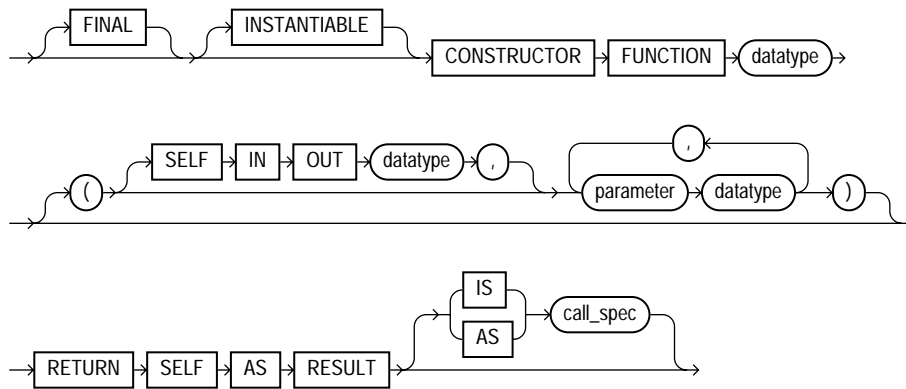 FINAL INSTANTIABLE
CONSTRUCTOR FUNCTION datatype
SELF IN OUT datatype , ,
( parameter datatype )
IS
AS call_spec
RETURN SELF AS RESULT